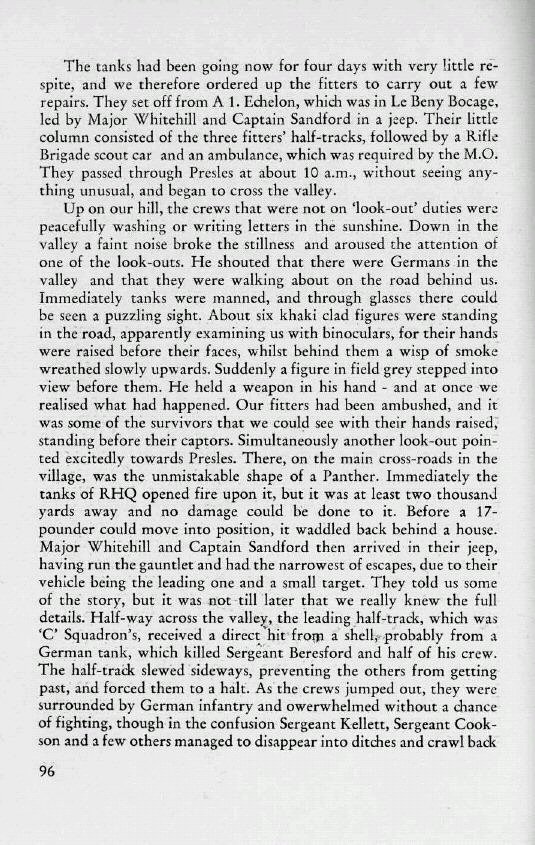 The tanks had been going now for four days with very little re-
spite, and we therefore ordered up the fitters to carry out a few
repairs. They set off from A 1. Echelon, which was in Le Beny Bocage,
led by Major Whitehill and Captain Sandford in a jeep. Their little
column consisted of the three fitters' half-tracks, followed by a Rifle
Brigade scout car and an ambulance, which was required by the M.O.
They passed through Presles at about 10 a.m., without seeing any-
thing unusual, and began to cross the valley.
Up on our hill, the crews that were not on 'look-out' duties were
peacefully washing or writing letters in the sunshine. Down in the
valley a faint noise broke the stillness and aroused the attention of
one of the look-outs. He shouted that there were Germans in the
valley and that they were walking about on the road behind us.
Immediately tanks were manned, and through glasses there could
be seen a puzzling sight. About six khaki clad figures were standing
in the road, apparently examining us with binoculars, for their hands
were raised before their faces, whilst behind them a wisp of smoke
wreathed slowly upwards. Suddenly a figure in field grey stepped into
view before them. He held a weapon in his hand - and at once we
realised what had happened. Our fitters had been ambushed, and it
was some of the survivors that we could see with their hands raised,
standing before their captors. Simultaneously another look-out poin-
ted excitedly towards Presles. There, on the main cross-roads in the
village, was the unmistakable shape of a Panther. Immediately the
tanks of RHQ opened fire upon it, but it was at least two thousand
yards away and no damage could be done to it. Before a 17-
pounder could move into position, it waddled back behind a house.
Major Whitehill and Captain Sandford then arrived in their jeep,
having run the gauntlet and had the narrowest of escapes, due to their
vehicle being the leading one and a small target. They told us some
of the story, but it was not till later that we really knew the full
details. Half-way across the valley, the leading half-track, which was
'C' Squadron's, received a direct hit from a shell, probably from a
German tank, which killed Sergeant Beresford and half of his crew.
The half-track slewed sideways, preventing the others from getting
past, and forced them to a halt. As the crews jumped out, they were
surrounded by German infantry and owerwhelmed without a chance
of fighting, though in the confusion Sergeant Kellett, Sergeant Cook-
son and a few others managed to disappear into ditches and crawl back
96